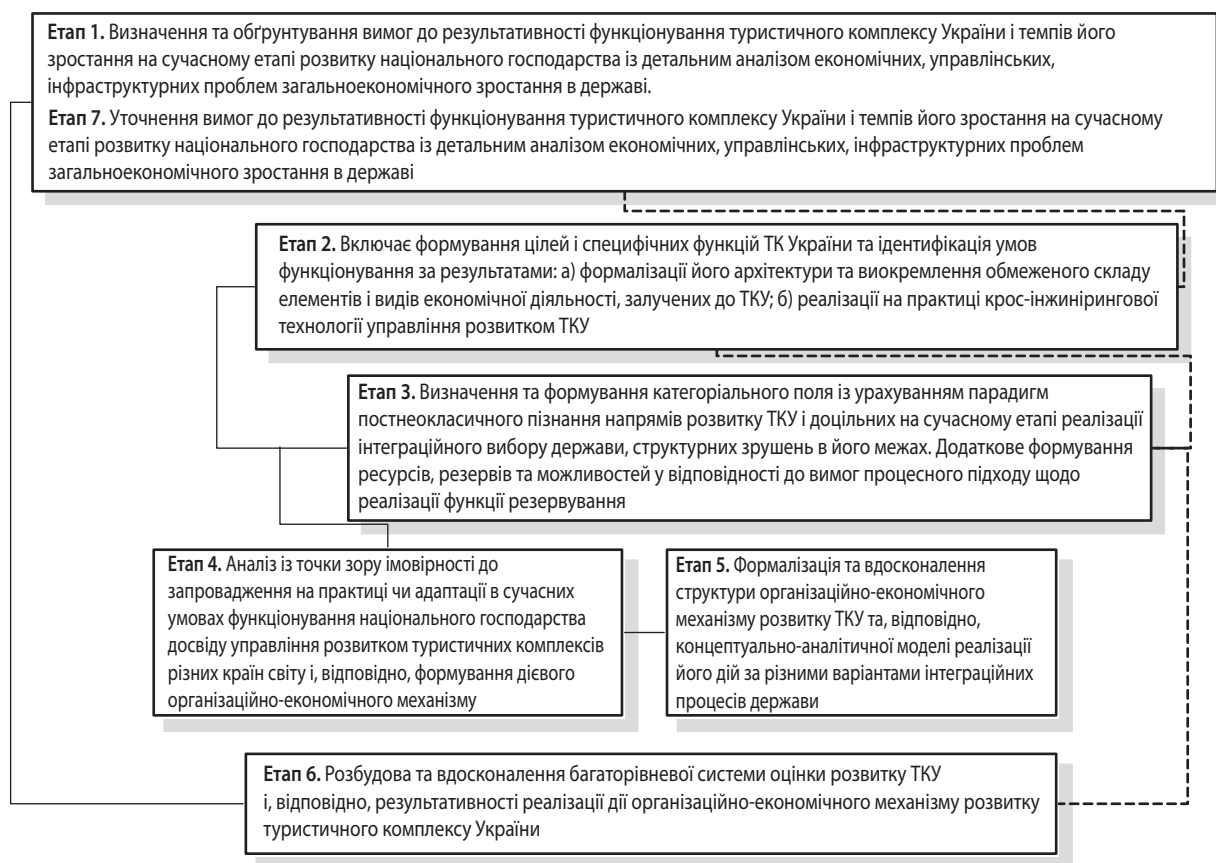 Етап 1. Визначення та обґрунтування вимог до результативності функціонування туристичного комплексу України і темпів його
зростання на сучасному етапі розвитку національного господарства із детальним аналізом економічних, управлінських,
інфраструктурних проблем загальноекономічного зростання в державі.
Етап 7. Уточнення вимог до результативності функціонування туристичного комплексу України і темпів його зростання на сучасному
етапі розвитку національного господарства із детальним аналізом економічних, управлінських, інфраструктурних проблем
загальноекономічного зростання в державі
Етап 2. Включає формування цілей і специфічних функцій ТК України та ідентифікація умов
функціонування за результатами: а) формалізації його архітектури та виокремлення обмеженого складу
елементів і видів економічної діяльності, залучених до ТКУ; б) реалізації на практиці крос-інжинірингової
технології управління розвитком ТКУ
Етап 3. Визначення та формування категоріального поля із урахуванням парадигм
постнеокласичного пізнання напрямів розвитку ТКУ і доцільних на сучасному етапі реалізації
інтеграційного вибору держави, структурних зрушень в його межах. Додаткове формування
ресурсів, резервів та можливостей у відповідності до вимог процесного підходу щодо
реалізації функції резервування
Етап 4. Аналіз із точки зору імовірності до
запровадження на практиці чи адаптації в сучасних
умовах функціонування національного господарства
досвіду управління розвитком туристичних комплексів
різних країн світу і, відповідно, формування дієвого
організаційно-економічного механізму
Етап 5. Формалізація та вдосконалення
структури організаційно-економічного
механізму розвитку ТКУ та, відповідно,
концептуально-аналітичної моделі реалізації
його дій за різними варіантами інтеграційних
процесів держави
Етап 6. Розбудова та вдосконалення багаторівневої системи оцінки розвитку ТКУ
і, відповідно, результативності реалізації дії організаційно-економічного механізму розвитку
туристичного комплексу України